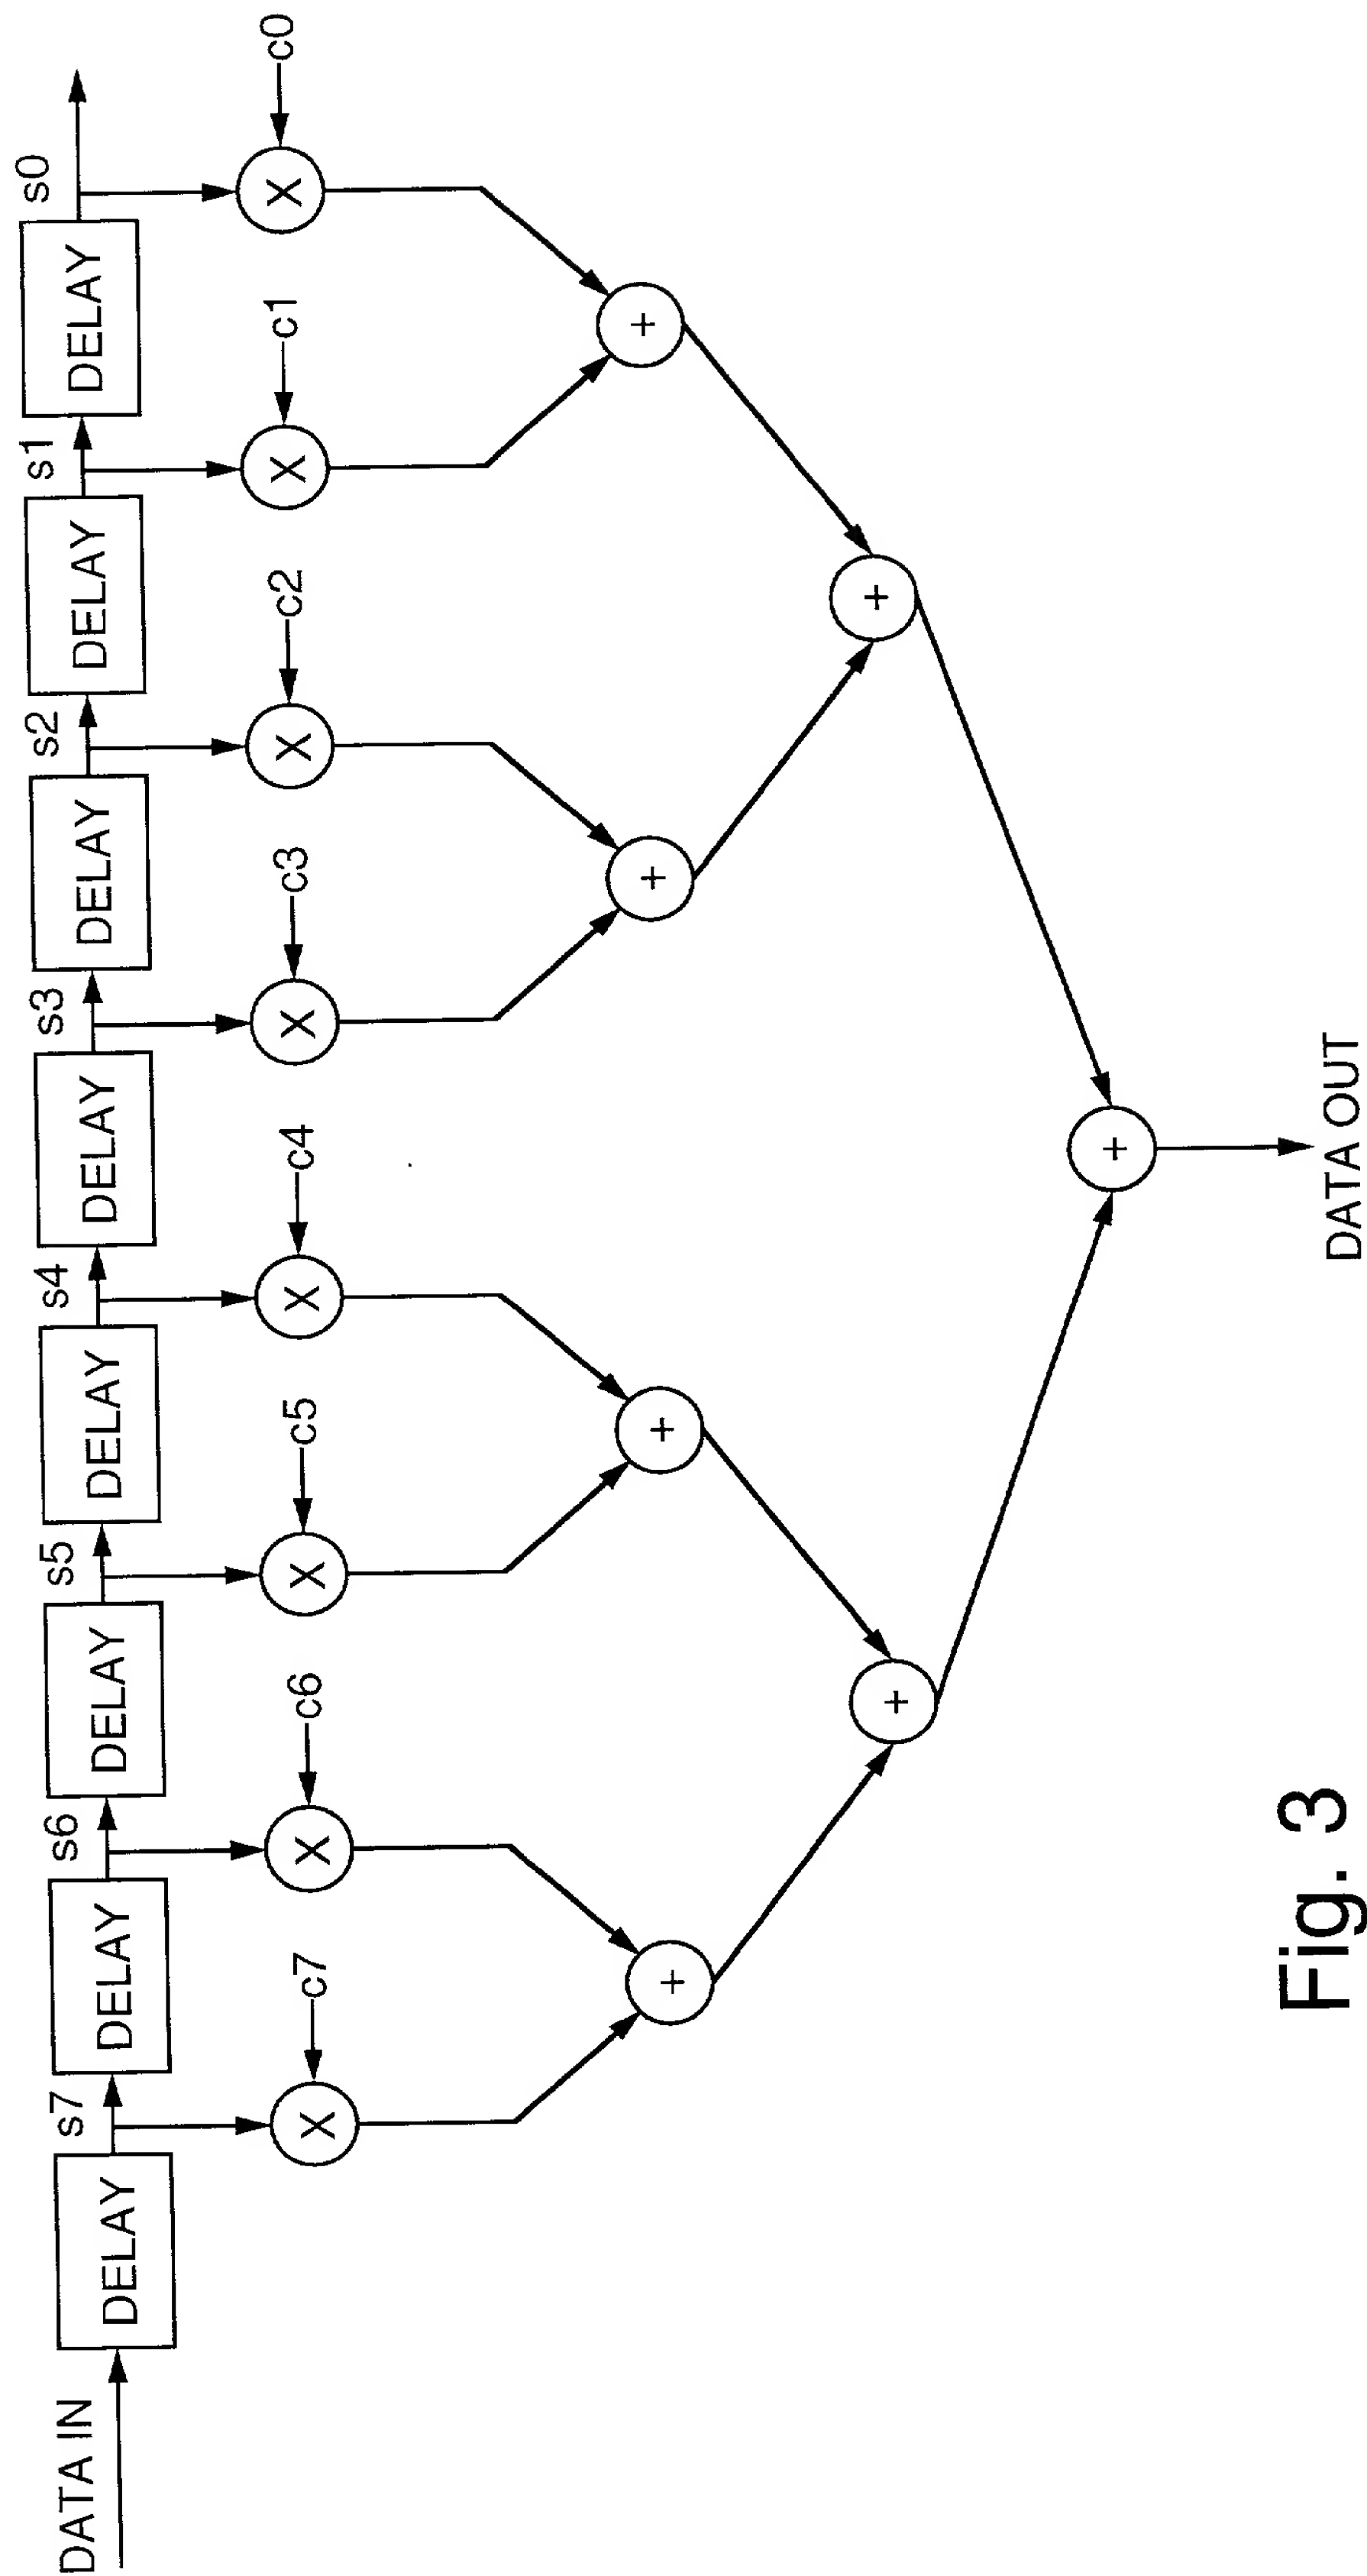 DATA IN
DELAY
s7
DELAY
s6
DELAY
s5
DELAY
s4
DELAY
s3
DELAY
s2
DELAY
s1
DELAY
s0
X
c7
X
c6
X
c5
X
c4
X
c3
X
c2
X
c1
X
c0
+
+
+
+
+
+
+
DATA OUT
Fig. 3